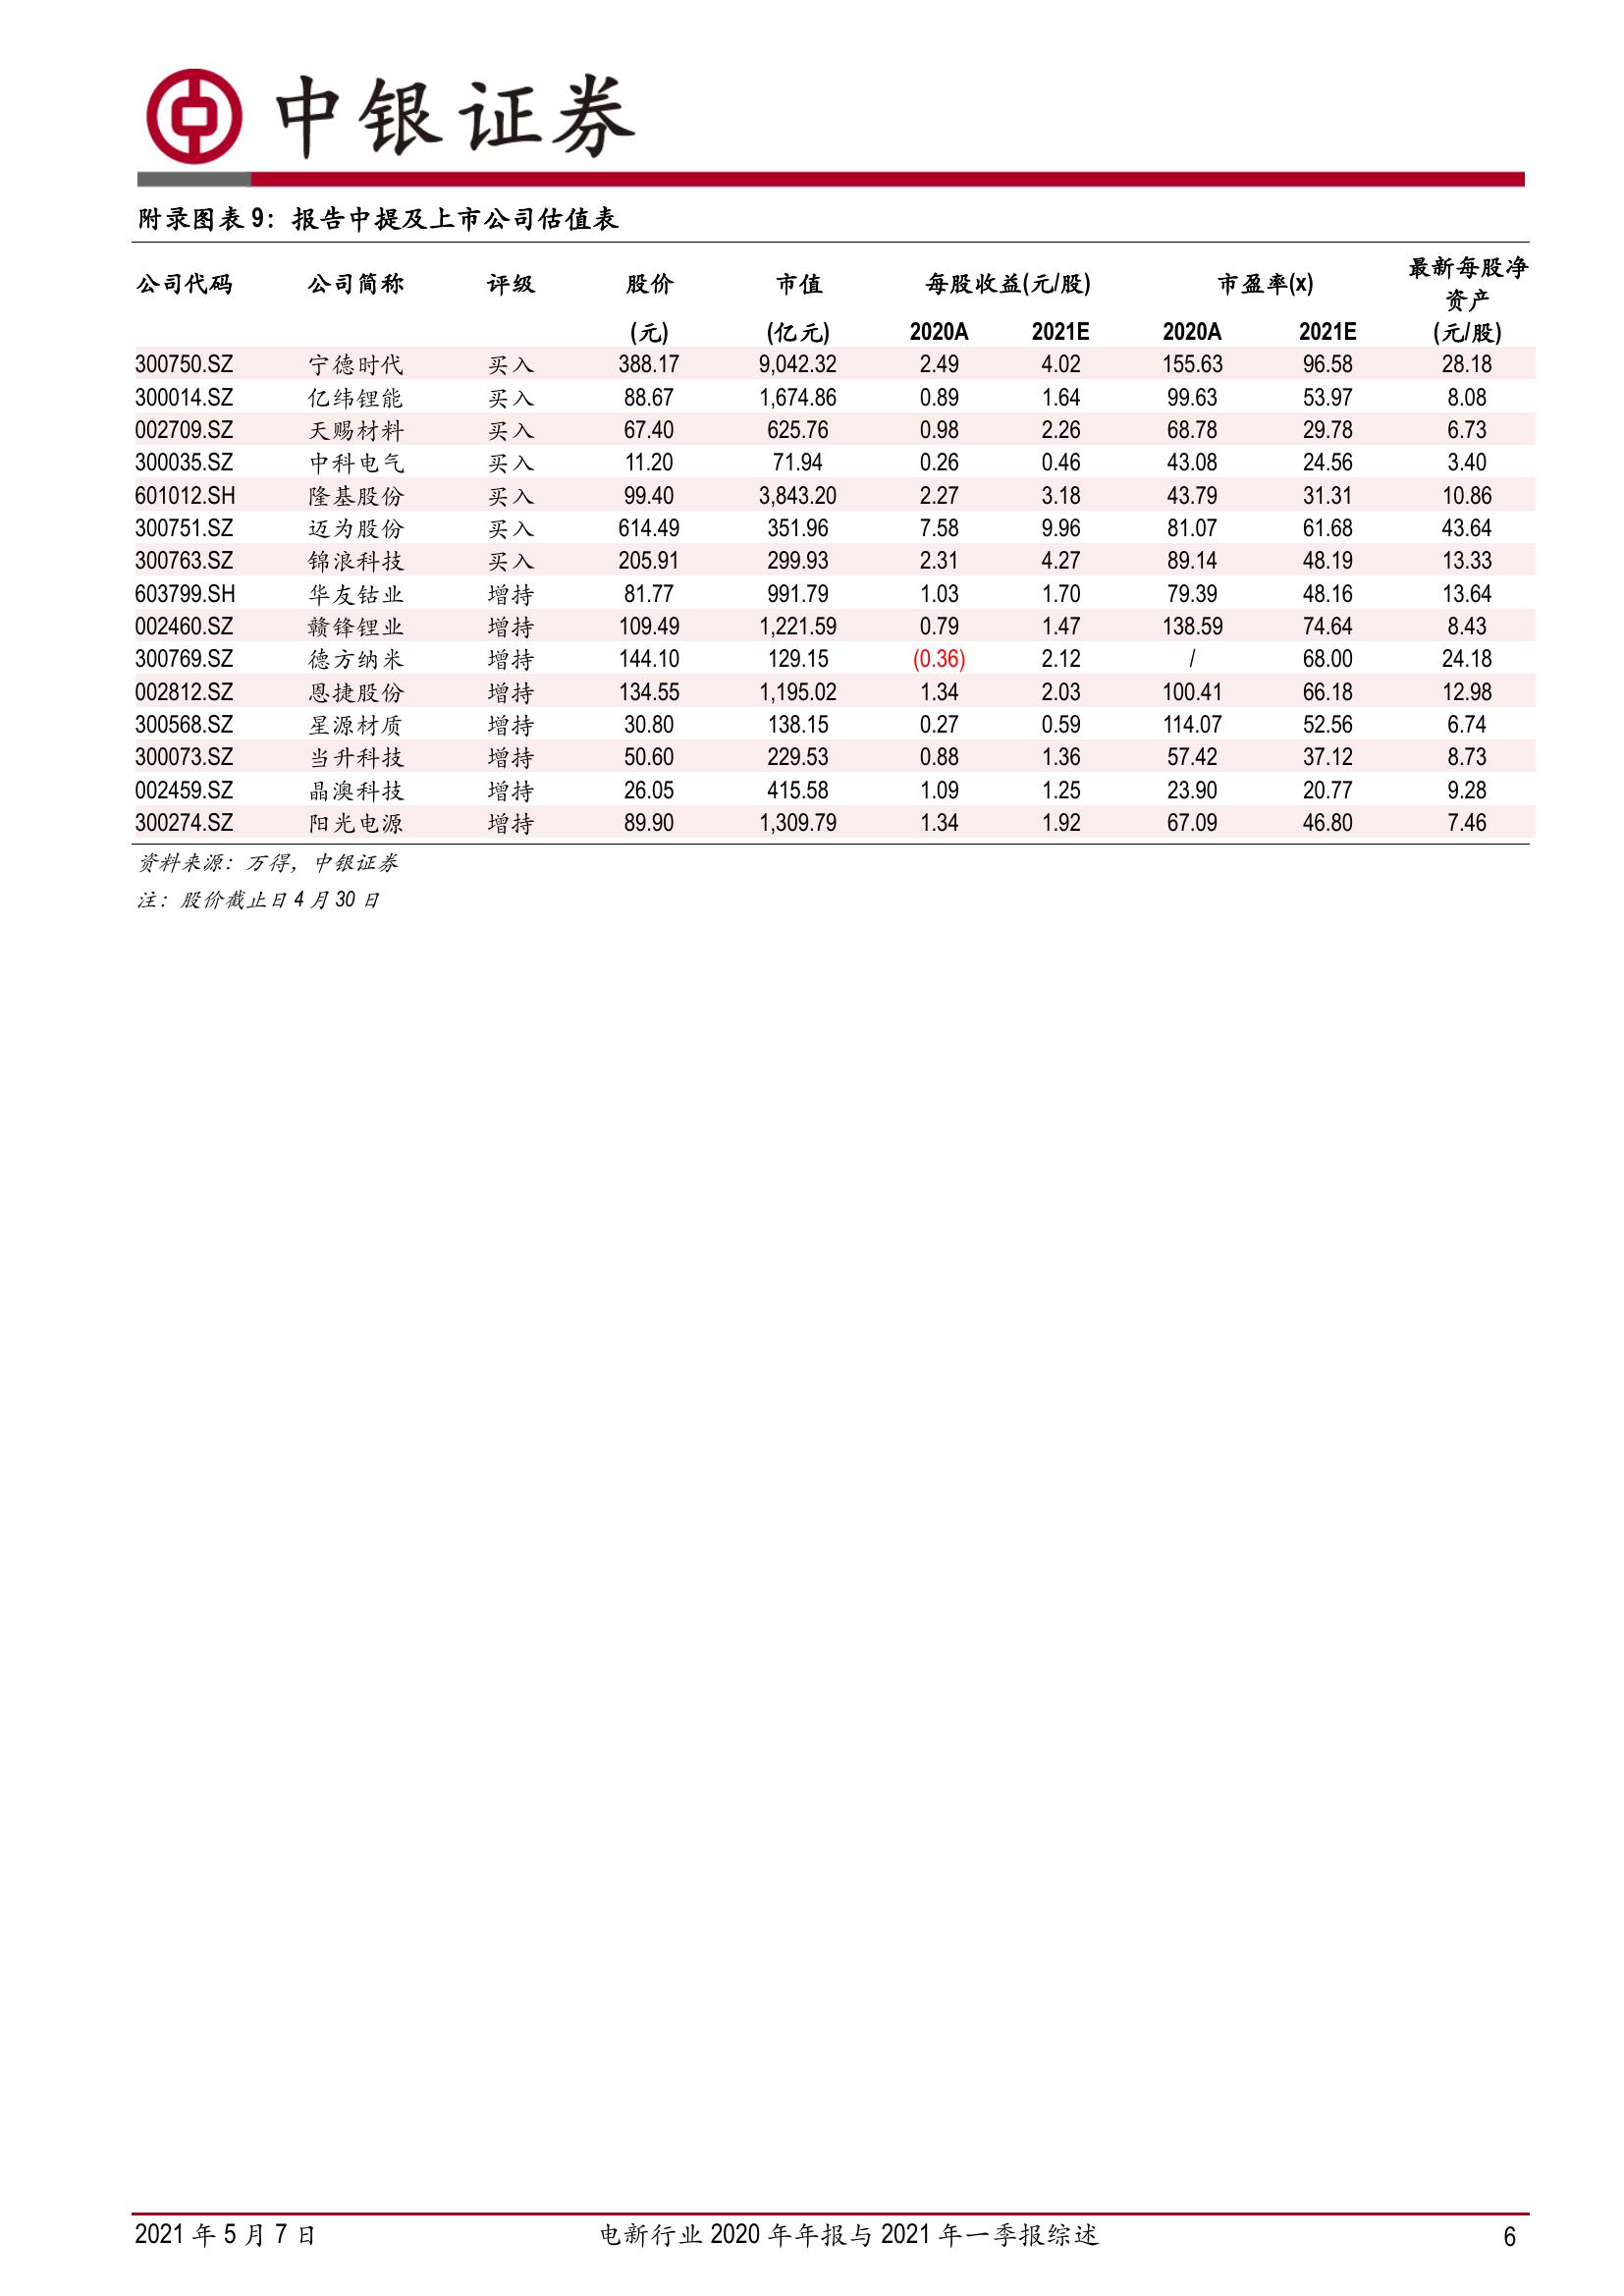 中银证券
附录图表 9：报告中提及上市公司估值表
公司代码 公司简称 评级 股价 市值 每股收益(元/股) 市盈率(x) 最新每股净
资产
(元) (亿元) 2020A 2021E 2020A 2021E (元/股)
300750.SZ 宁德时代 买入 388.17 9,042.32 2.49 4.02 155.63 96.58 28.18
300014.SZ 亿纬锂能 买入 88.67 1,674.86 0.89 1.64 99.63 53.97 8.08
002709.SZ 天赐材料 买入 67.40 625.76 0.98 2.26 68.78 29.78 6.73
300035.SZ 中科电气 买入 11.20 71.94 0.26 0.46 43.08 24.56 3.40
601012.SH 隆基股份 买入 99.40 3,843.20 2.27 3.18 43.79 31.31 10.86
300751.SZ 迈为股份 买入 614.49 351.96 7.58 9.96 81.07 61.68 43.64
300763.SZ 锦浪科技 买入 205.91 299.93 2.31 4.27 89.14 48.19 13.33
603799.SH 华友钴业 增持 81.77 991.79 1.03 1.70 79.39 48.16 13.64
002460.SZ 赣锋锂业 增持 109.49 1,221.59 0.79 1.47 138.59 74.64 8.43
300769.SZ 德方纳米 增持 144.10 129.15 (0.36) 2.12 / 68.00 24.18
002812.SZ 恩捷股份 增持 134.55 1,195.02 1.34 2.03 100.41 66.18 12.98
300568.SZ 星源材质 增持 30.80 138.15 0.27 0.59 114.07 52.56 6.74
300073.SZ 当升科技 增持 50.60 229.53 0.88 1.36 57.42 37.12 8.73
002459.SZ 晶澳科技 增持 26.05 415.58 1.09 1.25 23.90 20.77 9.28
300274.SZ 阳光电源 增持 89.90 1,309.79 1.34 1.92 67.09 46.80 7.46
资料来源：万得，中银证券
注：股价截止日 4 月 30 日
2021 年 5 月 7 日 电新行业 2020 年年报与 2021 年一季报综述 6